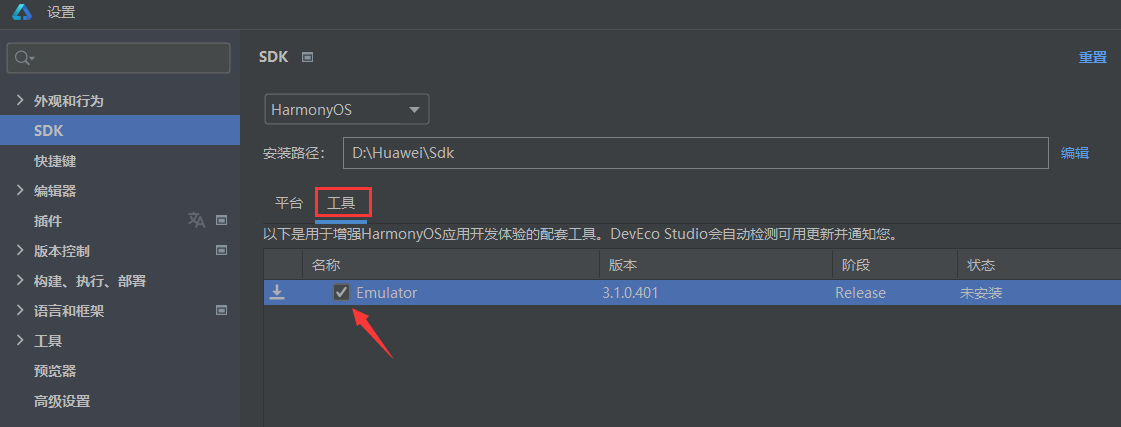 设置
SDK
重置
外观和行为
HarmonyOS
SDK
安装路径： D:\Huawei\Sdk 编辑
快捷键
编辑器
平台 工具
插件
以下是用于增强HarmonyOS应用开发体验的配套工具。DevEco Studio会自动检测可用更新并通知您。
版本控制
名称 版本 阶段 状态
构建、执行、部署
Emulator 3.1.0.401 Release 未安装
语言和框架
工具
预览器
高级设置